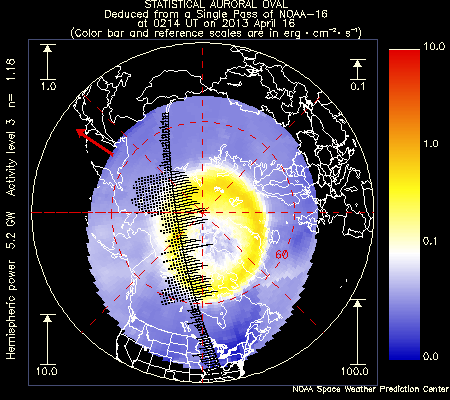 STATISTICAL AURORAL OVAL
Deduced from a Single Pass of NOAA-16
at 0214 UT on 2013 April 16
(Color bar and reference scales are in erg·cm⁻²·s⁻¹)
Hemispheric power 5.2 GW Activity level 3 n= 1.18
1.0
0.1
10.0
100.0
60
10.0
1.0
0.1
0.0
NOAA Space Weather Prediction Center